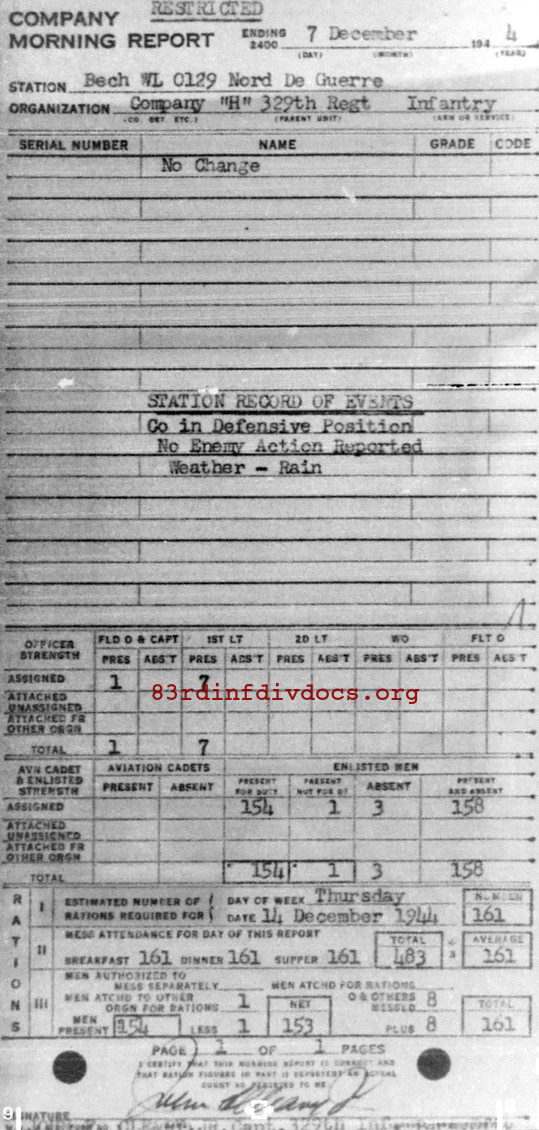 RESTRICTED
COMPANY
MORNING REPORT ENDING 2400 7 December 194 4
(DAY) (MONTH) (YEAR)
STATION Bech WL 0129 Nord De Guerre
ORGANIZATION Company "H" 329th Regt Infantry
(CO. DET. ETC.) (PARENT UNIT) (ARM OR SERVICE)
SERIAL NUMBER NAME GRADE CODE
No Change
STATION RECORD OF EVENTS
Co in Defensive Position
No Enemy Action Reported
Weather - Rain
OFFICER STRENGTH FLD O & CAPT 1ST LT 2D LT WO FLT O
PRES ABS'T PRES ABS'T PRES ABS'T PRES ABS'T PRES ABS'T
ASSIGNED 1 7
83rdinfdivdocs.org
ATTACHED UNASSIGNED
ATTACHED FR OTHER ORGN
TOTAL 1 7
AVN CADET & ENLISTED STRENGTH AVIATION CADETS ENLISTED MEN
PRESENT ABSENT PRESENT FOR DUTY PRESENT NOT FOR DY ABSENT PRESENT AND ABSENT
ASSIGNED 154 1 3 158
ATTACHED UNASSIGNED
ATTACHED FR OTHER ORGN
TOTAL 154 1 3 158
RATIONS
I ESTIMATED NUMBER OF RATIONS REQUIRED FOR DAY OF WEEK Thursday NUMBER
DATE 14 December 1944 161
II MESS ATTENDANCE FOR DAY OF THIS REPORT TOTAL AVERAGE
BREAKFAST 161 DINNER 161 SUPPER 161 483 161
III MEN AUTHORIZED TO MESS SEPARATELY MEN ATCHD FOR RATIONS
MEN ATCHD TO OTHER ORGN FOR RATIONS 1 NET O & OTHERS MESSED 8 TOTAL
MEN PRESENT 154 LESS 1 153 PLUS 8 161
PAGE 1 OF 1 PAGES
I CERTIFY THAT THIS MORNING REPORT IS CORRECT AND
THAT RATION FIGURES IN PART II REPRESENT AN ACTUAL
COUNT AS REPORTED TO ME
SIGNATURE